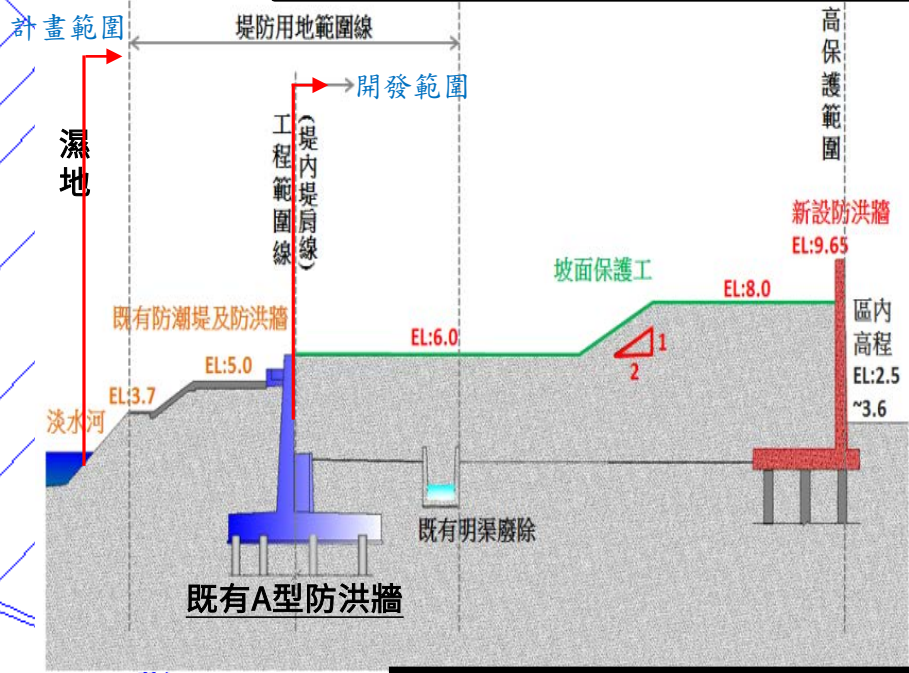 計畫範圍
堤防用地範圍線
高保護範圍
開發範圍
濕地
工程範圍線
(堤內堤肩線)
新設防洪牆
EL:9.65
坡面保護工
EL:8.0
既有防潮堤及防洪牆
區內
高程
EL:2.5
~3.6
EL:6.0
1
2
EL:5.0
EL:3.7
淡水河
既有明渠廢除
既有A型防洪牆